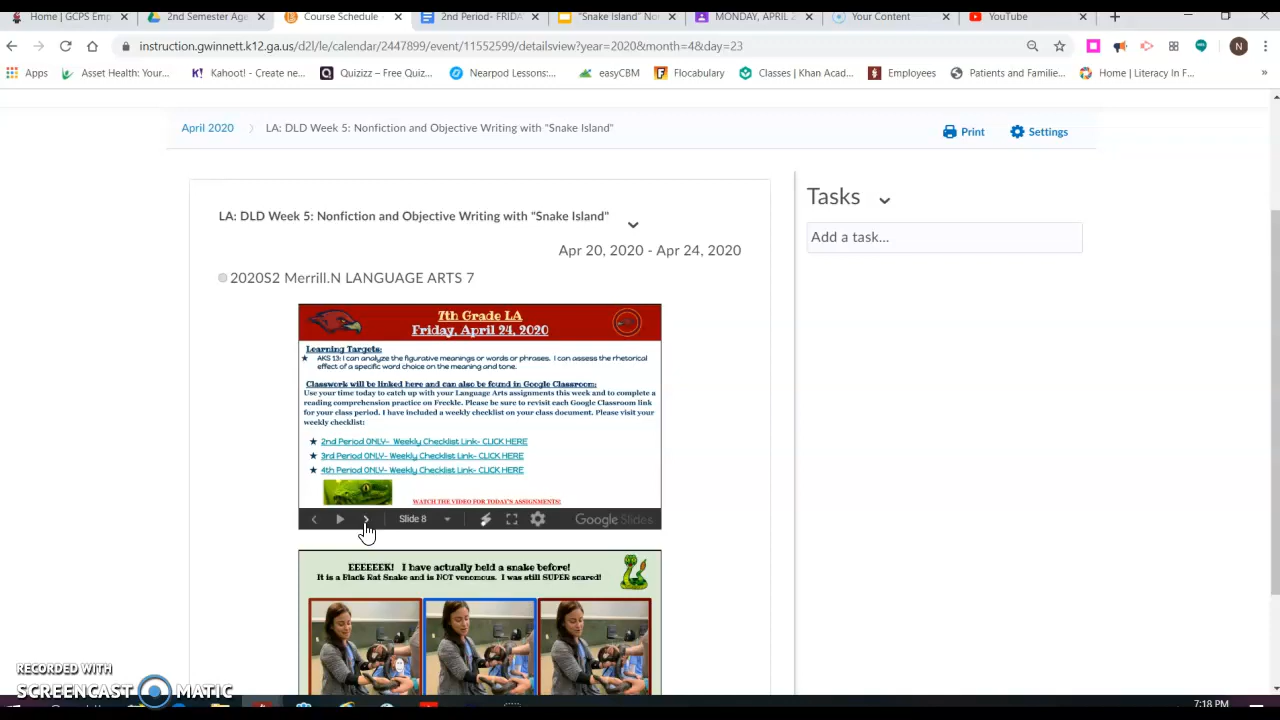 Home | GCPS Emp
2nd Semester Age
Course Schedule -
2nd Period- FRIDA
"Snake Island" No
MONDAY, APRIL 2
Your Content
YouTube
instruction.gwinnett.k12.ga.us/d2l/le/calendar/2447899/event/11552599/detailsview?year=2020&month=4&day=23
N
Apps
Asset Health: Your...
Kahoot! - Create ne...
Quizizz – Free Quiz...
Nearpod Lessons:...
easyCBM
Flocabulary
Classes | Khan Acad...
Employees
Patients and Familie...
Home | Literacy In F...
»
April 2020
LA: DLD Week 5: Nonfiction and Objective Writing with "Snake Island"
Print
Settings
LA: DLD Week 5: Nonfiction and Objective Writing with "Snake Island"
Apr 20, 2020 - Apr 24, 2020
2020S2 Merrill.N LANGUAGE ARTS 7
Tasks
Add a task...
7th Grade LA
Friday, April 24, 2020
Learning Targets:
★ AKS 13: I can analyze the figurative meanings or words or phrases. I can assess the rhetorical
effect of a specific word choice on the meaning and tone.
Classwork will be linked here and can also be found in Google Classroom:
Use your time today to catch up with your Language Arts assignments this week and to complete a
reading comprehension practice on Freckle. Please be sure to revisit each Google Classroom link
for your class period. I have included a weekly checklist on your class document. Please visit your
weekly checklist:
★ 2nd Period ONLY- Weekly Checklist Link- CLICK HERE
★ 3rd Period ONLY- Weekly Checklist Link- CLICK HERE
★ 4th Period ONLY- Weekly Checklist Link- CLICK HERE
WATCH THE VIDEO FOR TODAY'S ASSIGNMENTS!
Slide 8
Google Slides
EEEEEEK! I have actually held a snake before!
It is a Black Rat Snake and is NOT venomous. I was still SUPER scared!
RECORDED WITH
SCREENCAST MATIC
7:18 PM